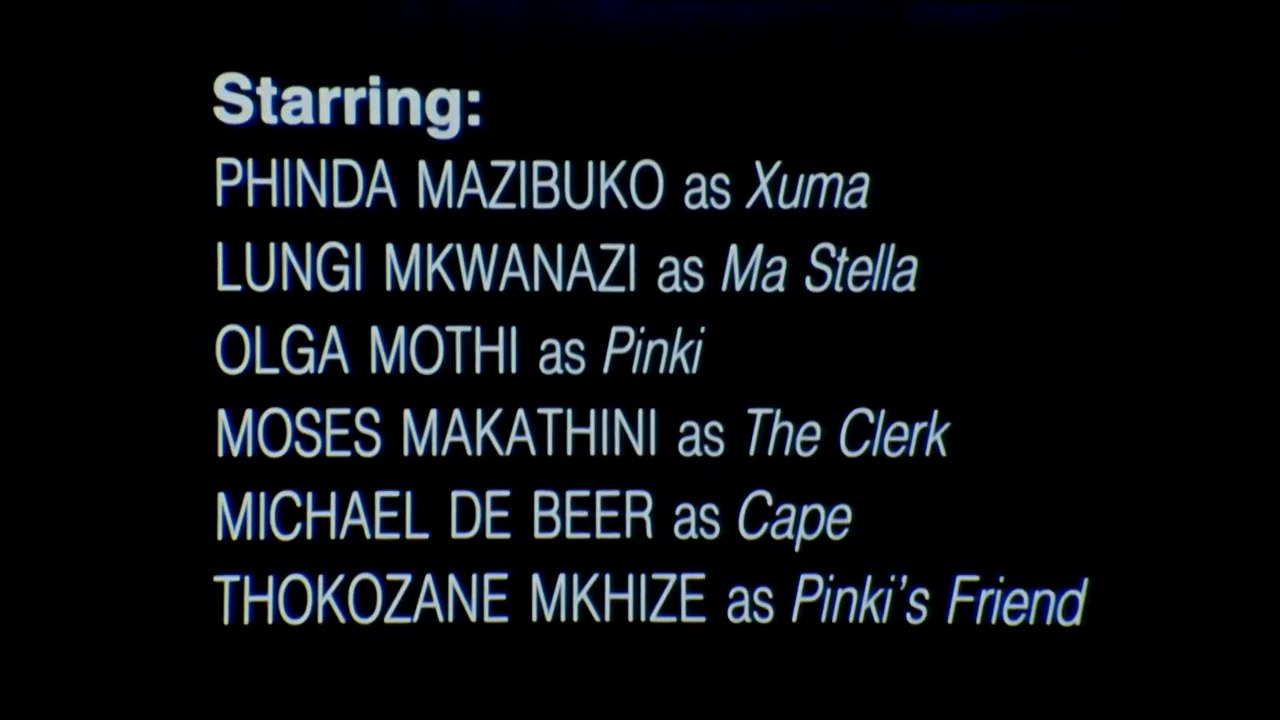 Starring:
PHINDA MAZIBUKO as Xuma
LUNGI MKWANAZI as Ma Stella
OLGA MOTHI as Pinki
MOSES MAKATHINI as The Clerk
MICHAEL DE BEER as Cape
THOKOZANE MKHIZE as Pinki's Friend